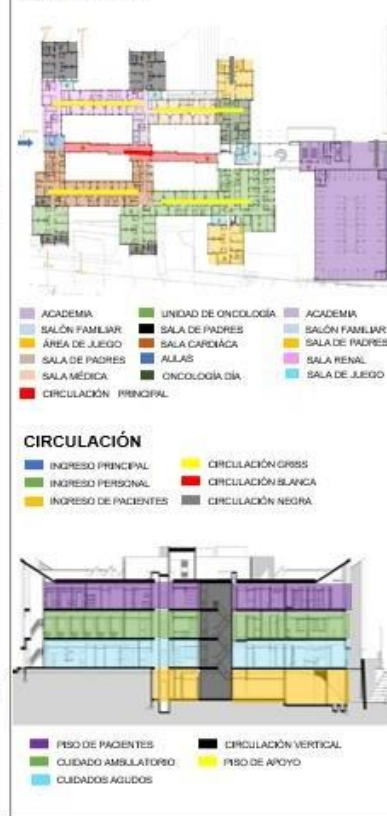 ACADEMIA
UNIDAD DE ONCOLOGÍA
ACADEMIA
SALÓN FAMILIAR
SALA DE PADRES
SALÓN FAMILIAR
ÁREA DE JUEGO
SALA CARDIÁCA
SALA DE PADRES
SALA DE PADRES
AULAS
SALA RENAL
SALA MÉDICA
ONCOLOGÍA DÍA
SALA DE JUEGO
CIRCULACIÓN PRINCIPAL
CIRCULACIÓN
INGRESO PRINCIPAL
CIRCULACIÓN GRISS
INGRESO PERSONAL
CIRCULACIÓN BLANCA
INGRESO DE PACIENTES
CIRCULACIÓN NEGRA
PISO DE PACIENTES
CIRCULACIÓN VERTICAL
CUIDADO AMBULATORIO
PISO DE APOYO
CUIDADOS AGUDOS